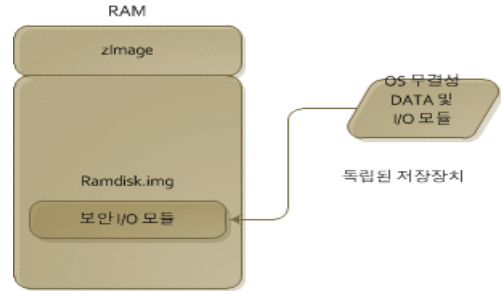 RAM
zImage
OS 무결성
DATA 및
I/O 모듈
Ramdisk.img
독립된 저장장치
보안 I/O 모듈